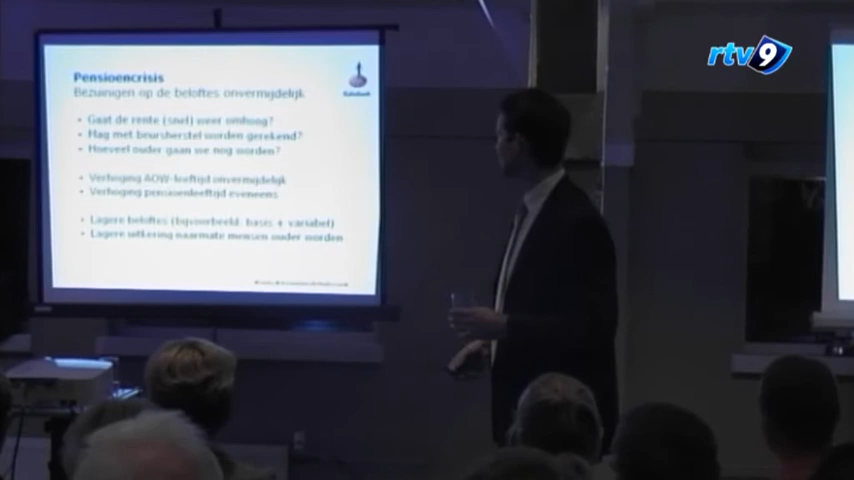 rtv9
Pensioencrisis
Bezuinigen op de beloftes onvermijdelijk
Rabobank
• Gaat de rente (snel) weer omhoog?
• Mag met beursherstel worden gerekend?
• Hoeveel ouder gaan we nog worden?
• Verhoging AOW-leeftijd onvermijdelijk
• Verhoging pensioenleeftijd eveneens
• Lagere beloftes (bijvoorbeeld: basis + variabel)
• Lagere uitkering naarmate mensen ouder worden